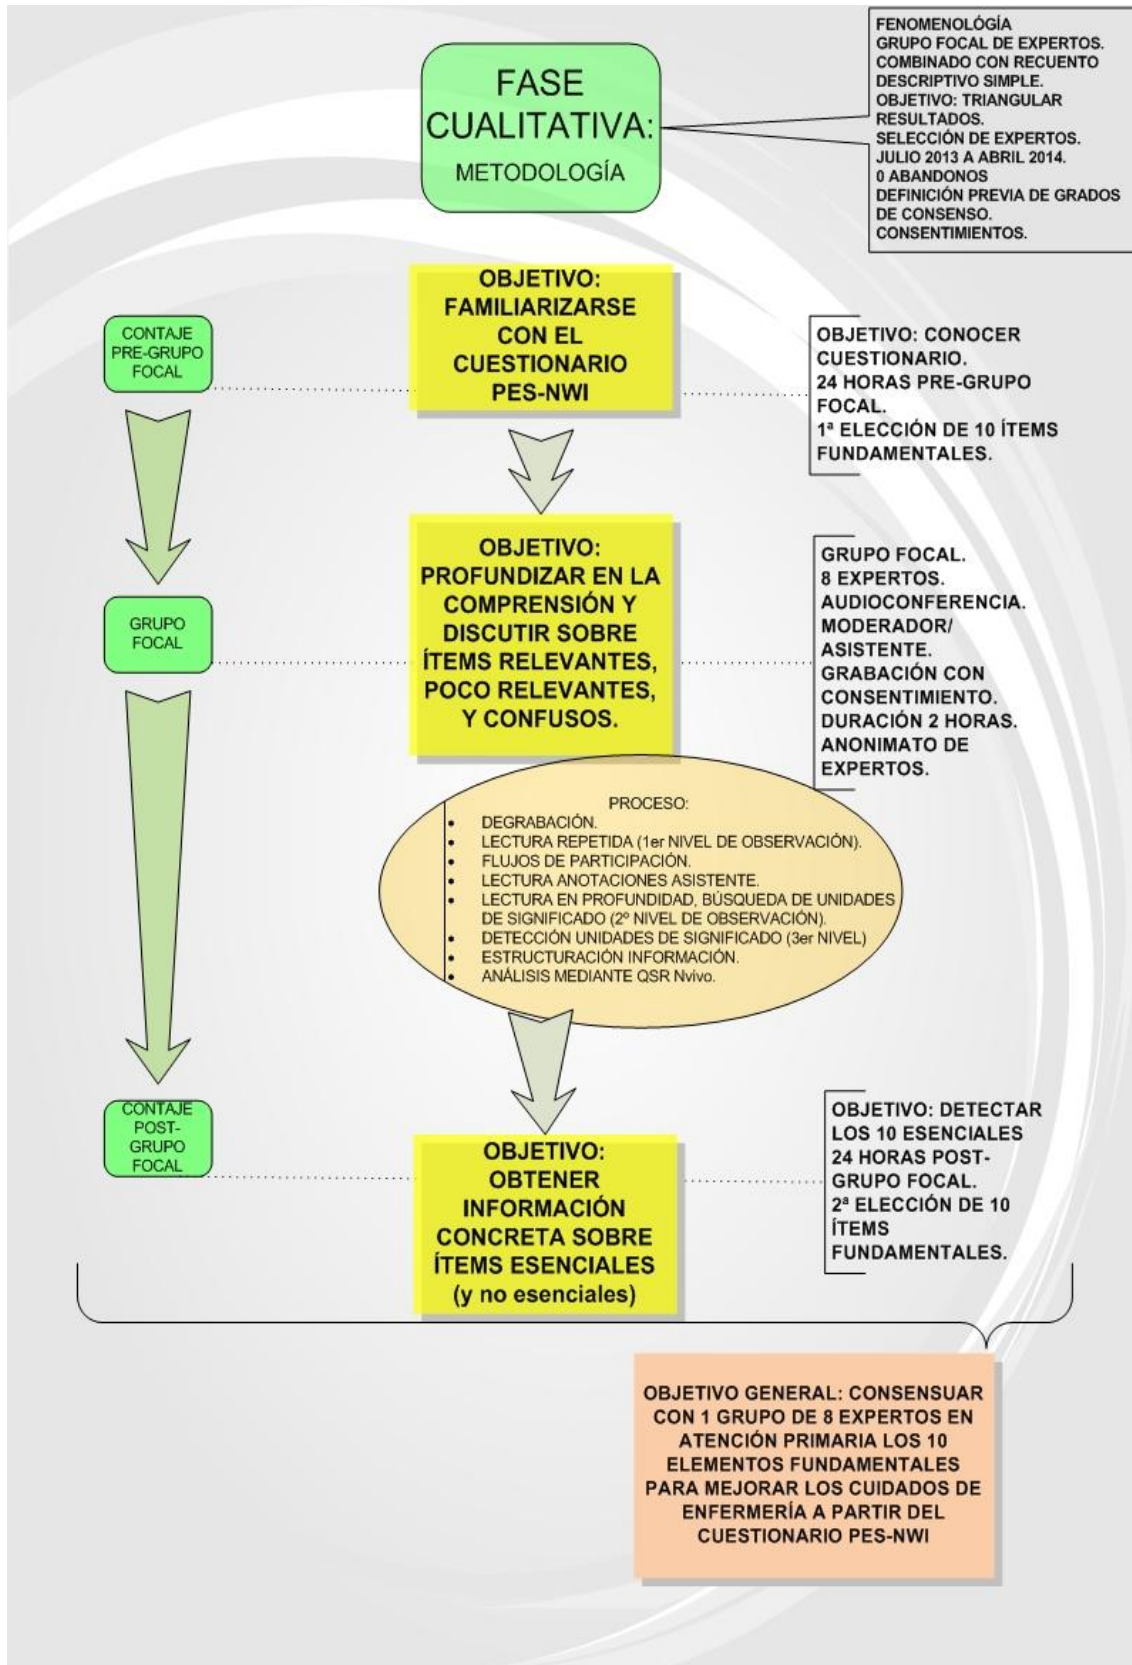 FASE
CUALITATIVA:
METODOLOGÍA
FENOMENOLÓGÍA
GRUPO FOCAL DE EXPERTOS.
COMBINADO CON RECUENTO
DESCRIPTIVO SIMPLE.
OBJETIVO: TRIANGULAR
RESULTADOS.
SELECCIÓN DE EXPERTOS.
JULIO 2013 A ABRIL 2014.
0 ABANDONOS
DEFINICIÓN PREVIA DE GRADOS
DE CONSENSO.
CONSENTIMIENTOS.
CONTAJE
PRE-GRUPO
FOCAL
OBJETIVO:
FAMILIARIZARSE
CON EL
CUESTIONARIO
PES-NWI
OBJETIVO: CONOCER
CUESTIONARIO.
24 HORAS PRE-GRUPO
FOCAL.
1ª ELECCIÓN DE 10 ÍTEMS
FUNDAMENTALES.
GRUPO
FOCAL
OBJETIVO:
PROFUNDIZAR EN LA
COMPRENSIÓN Y
DISCUTIR SOBRE
ÍTEMS RELEVANTES,
POCO RELEVANTES,
Y CONFUSOS.
GRUPO FOCAL.
8 EXPERTOS.
AUDIOCONFERENCIA.
MODERADOR/
ASISTENTE.
GRABACIÓN CON
CONSENTIMIENTO.
DURACIÓN 2 HORAS.
ANONIMATO DE
EXPERTOS.
PROCESO:
• DEGRABACIÓN.
• LECTURA REPETIDA (1er NIVEL DE OBSERVACIÓN).
• FLUJOS DE PARTICIPACIÓN.
• LECTURA ANOTACIONES ASISTENTE.
• LECTURA EN PROFUNDIDAD, BÚSQUEDA DE UNIDADES
DE SIGNIFICADO (2º NIVEL DE OBSERVACIÓN).
• DETECCIÓN UNIDADES DE SIGNIFICADO (3er NIVEL)
• ESTRUCTURACIÓN INFORMACIÓN.
• ANÁLISIS MEDIANTE QSR Nvivo.
CONTAJE
POST-
GRUPO
FOCAL
OBJETIVO:
OBTENER
INFORMACIÓN
CONCRETA SOBRE
ÍTEMS ESENCIALES
(y no esenciales)
OBJETIVO: DETECTAR
LOS 10 ESENCIALES
24 HORAS POST-
GRUPO FOCAL.
2ª ELECCIÓN DE 10
ÍTEMS
FUNDAMENTALES.
OBJETIVO GENERAL: CONSENSUAR
CON 1 GRUPO DE 8 EXPERTOS EN
ATENCIÓN PRIMARIA LOS 10
ELEMENTOS FUNDAMENTALES
PARA MEJORAR LOS CUIDADOS DE
ENFERMERÍA A PARTIR DEL
CUESTIONARIO PES-NWI